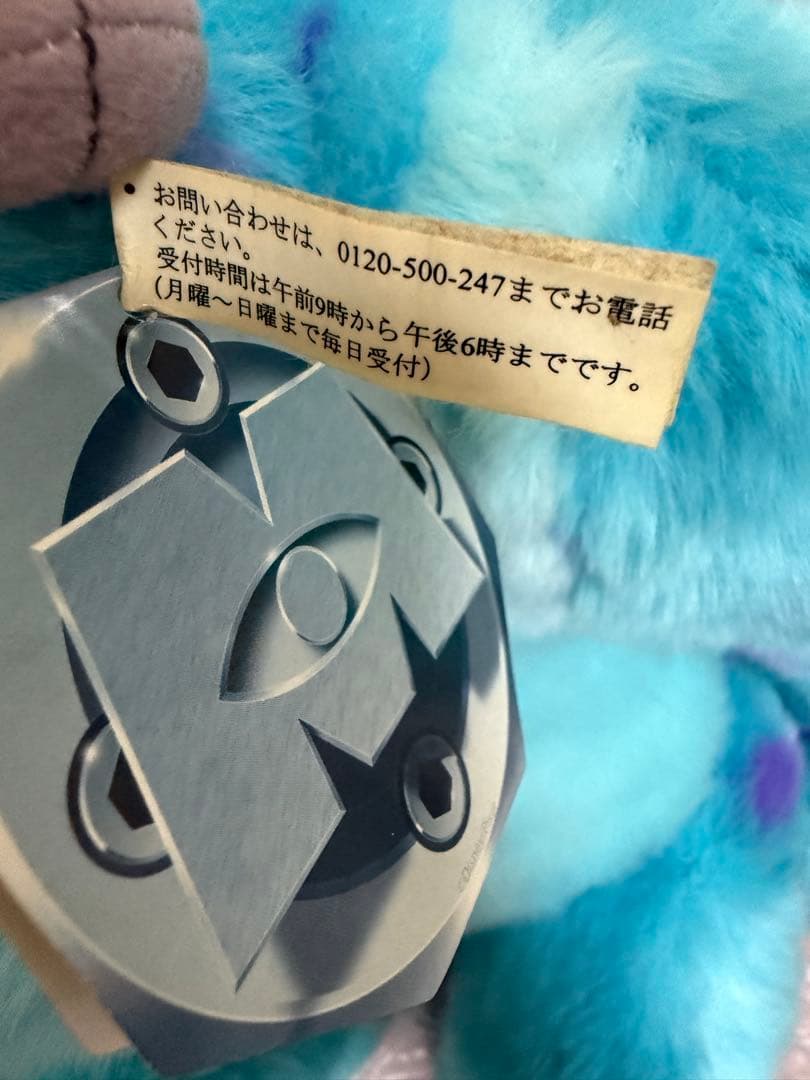 • お問い合わせは、0120-500-247までお電話
ください。
受付時間は午前9時から午後6時までです。
(月曜〜日曜まで毎日受付)
©Disney/Pixar